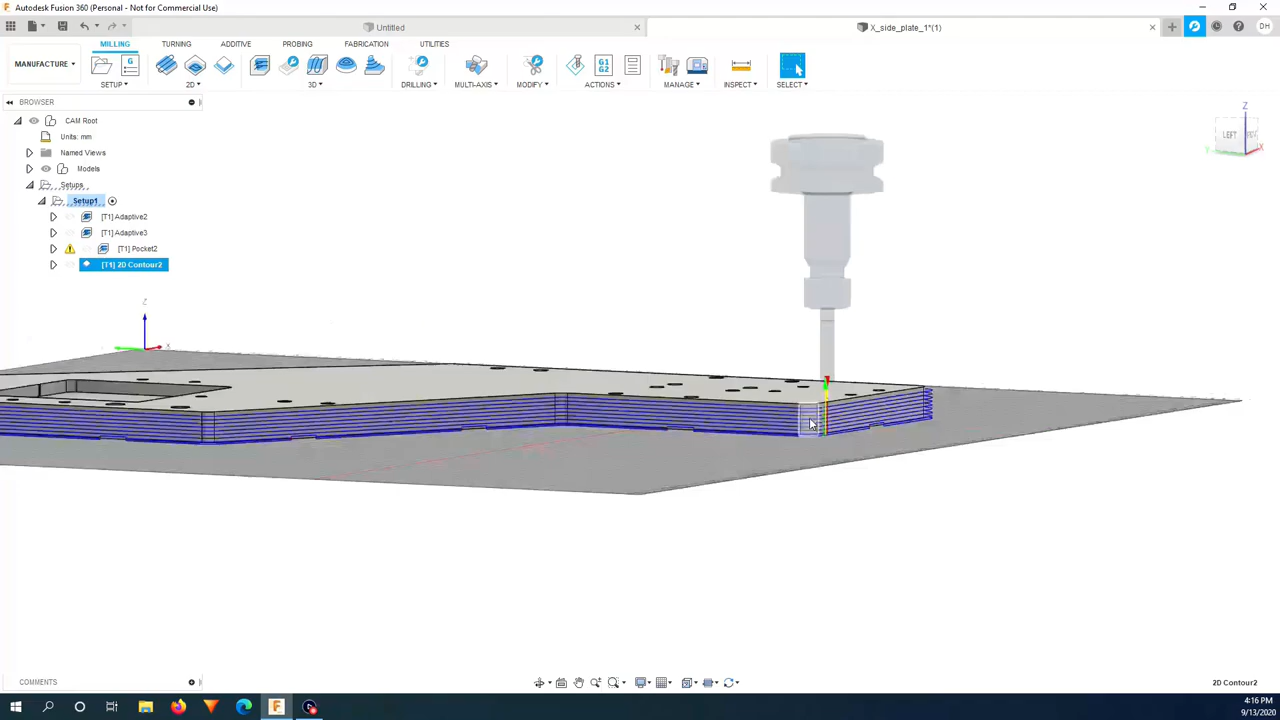 Autodesk Fusion 360 (Personal - Not for Commercial Use)
Untitled
X_side_plate_1*(1)
DH
MANUFACTURE
MILLING TURNING ADDITIVE PROBING FABRICATION UTILITIES
G
G1
G2
SETUP 2D 3D DRILLING MULTI-AXIS MODIFY ACTIONS MANAGE INSPECT SELECT
BROWSER
CAM Root
Units: mm
Named Views
Models
Setups
Setup1
[T1] Adaptive2
[T1] Adaptive3
[T1] Pocket2
[T1] 2D Contour2
Z
X
Z
LEFT
Y
X
COMMENTS
2D Contour2
4:16 PM
9/13/2020